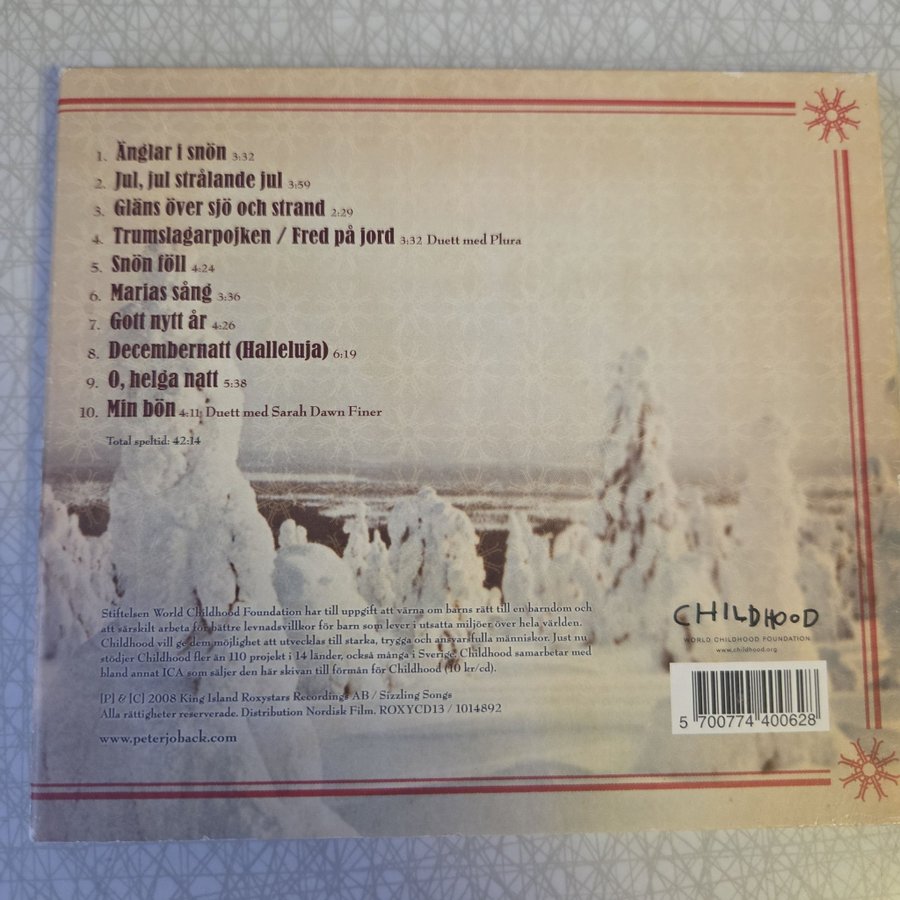 1. Änglar i snön 3:32
2. Jul, jul strålande jul 3:59
3. Gläns över sjö och strand 2:29
4. Trumslagarpojken / Fred på jord 3:32 Duett med Plura
5. Snön föll 4:24
6. Marias sång 3:36
7. Gott nytt år 4:26
8. Decembernatt (Halleluja) 6:19
9. O, helga natt 5:38
10. Min bön 4:11 Duett med Sarah Dawn Finer
Total speltid: 42:14
Stiftelsen World Childhood Foundation har till uppgift att värna om barns rätt till en barndom och
att särskilt arbeta för bättre levnadsvillkor för barn som lever i utsatta miljöer över hela världen.
Childhood vill ge dem möjlighet att utvecklas till starka, trygga och ansvarsfulla människor. Just nu
stödjer Childhood fler än 110 projekt i 14 länder, också många i Sverige. Childhood samarbetar med
bland annat ICA som säljer den här skivan till förmån för Childhood (10 kr/cd).
[P] & [C] 2008 King Island Roxystars Recordings AB / Sizzling Songs
Alla rättigheter reserverade. Distribution Nordisk Film. ROXYCD13 / 1014892
www.peterjoback.com
CHILDHOOD
WORLD CHILDHOOD FOUNDATION
www.childhood.org
5 700774 400628